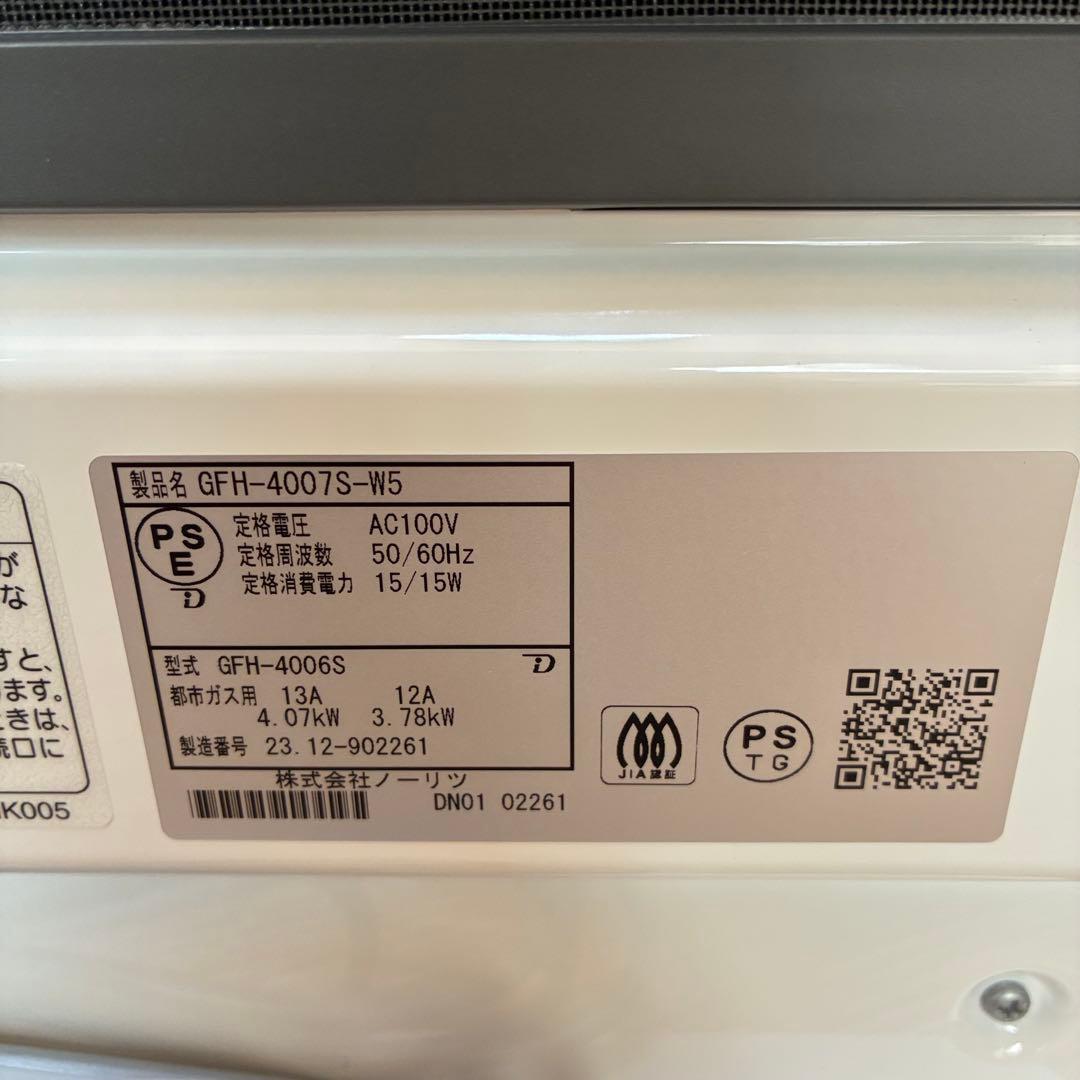 が
な
すと、
ます。
ときは、
続口に
IK005
製品名 GFH-4007S-W5
PS
E
定格電圧 AC100V
定格周波数 50/60Hz
定格消費電力 15/15W
型式 GFH-4006S
都市ガス用 13A 12A
4.07kW 3.78kW
製造番号 23.12-902261
株式会社ノーリツ
DN01 02261
JIA認証
PS
TG